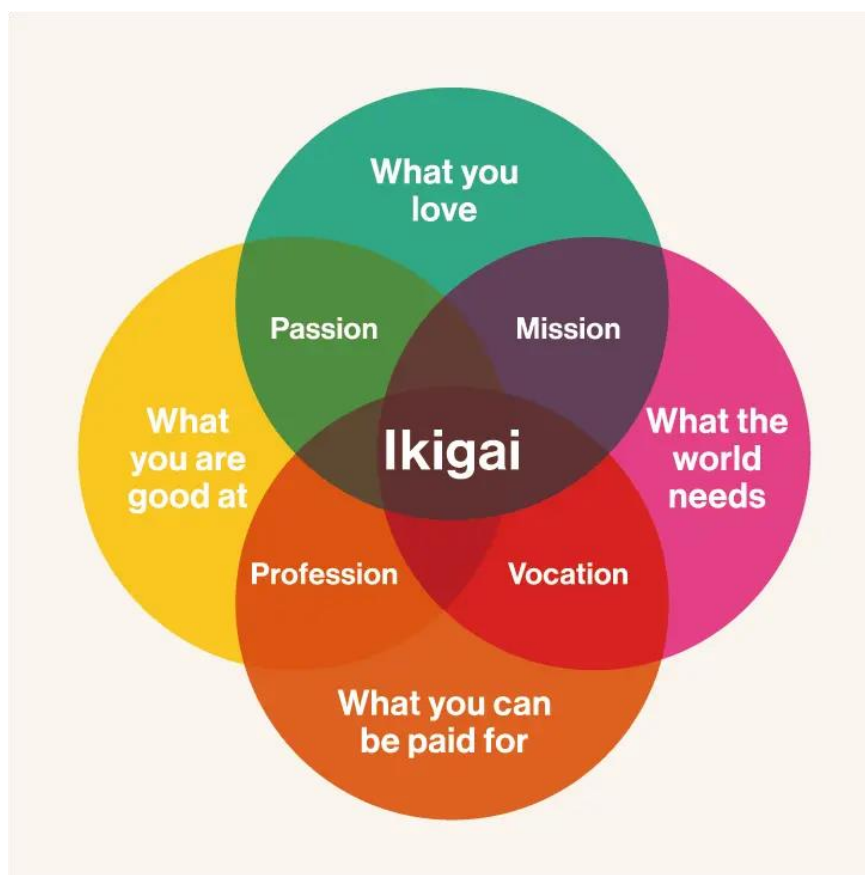 What you
love
Passion
Mission
What
you are
good at
Ikigai
What the
world
needs
Profession
Vocation
What you can
be paid for